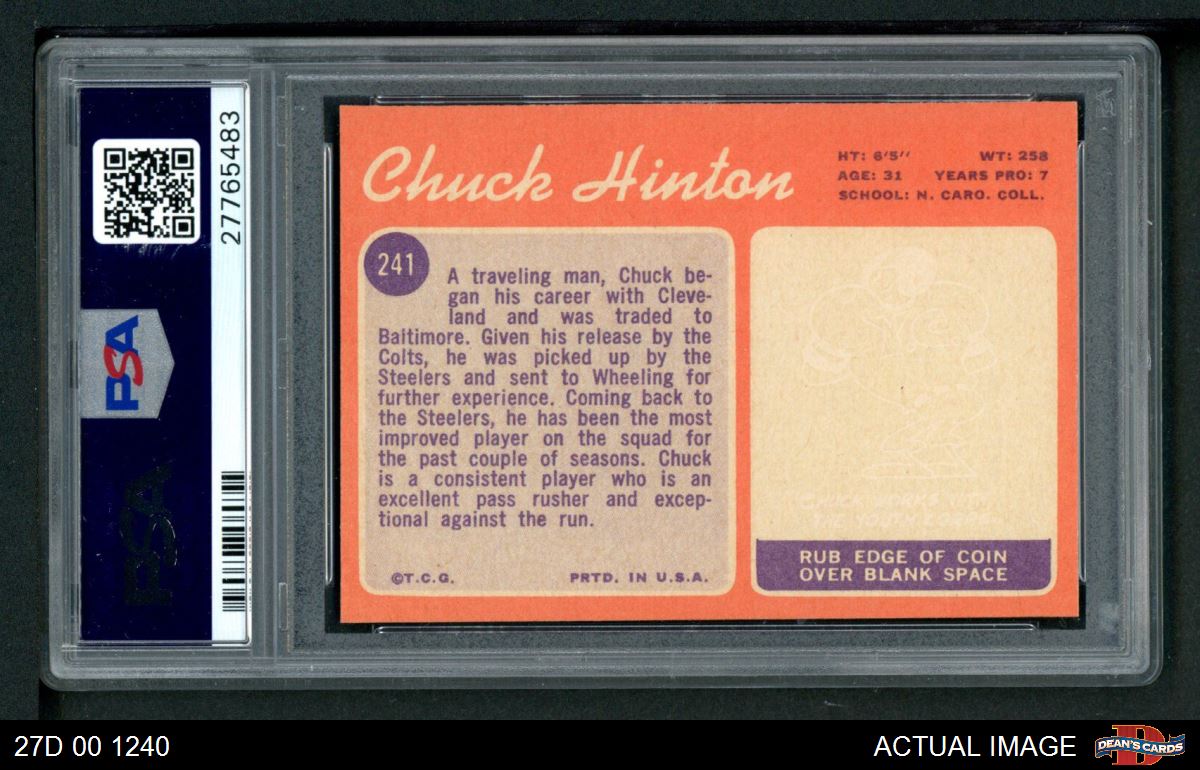 27765483
PSA
PSA
Chuck Hinton
HT: 6'5'' WT: 258
AGE: 31 YEARS PRO: 7
SCHOOL: N. CARO. COLL.
241
A traveling man, Chuck be-
gan his career with Cleve-
land and was traded to
Baltimore. Given his release by the
Colts, he was picked up by the
Steelers and sent to Wheeling for
further experience. Coming back to
the Steelers, he has been the most
improved player on the squad for
the past couple of seasons. Chuck
is a consistent player who is an
excellent pass rusher and excep-
tional against the run.
©T.C.G. PRTD. IN U.S.A.
RUB EDGE OF COIN
OVER BLANK SPACE
27D 00 1240
ACTUAL IMAGE
D
DEAN'S CARDS